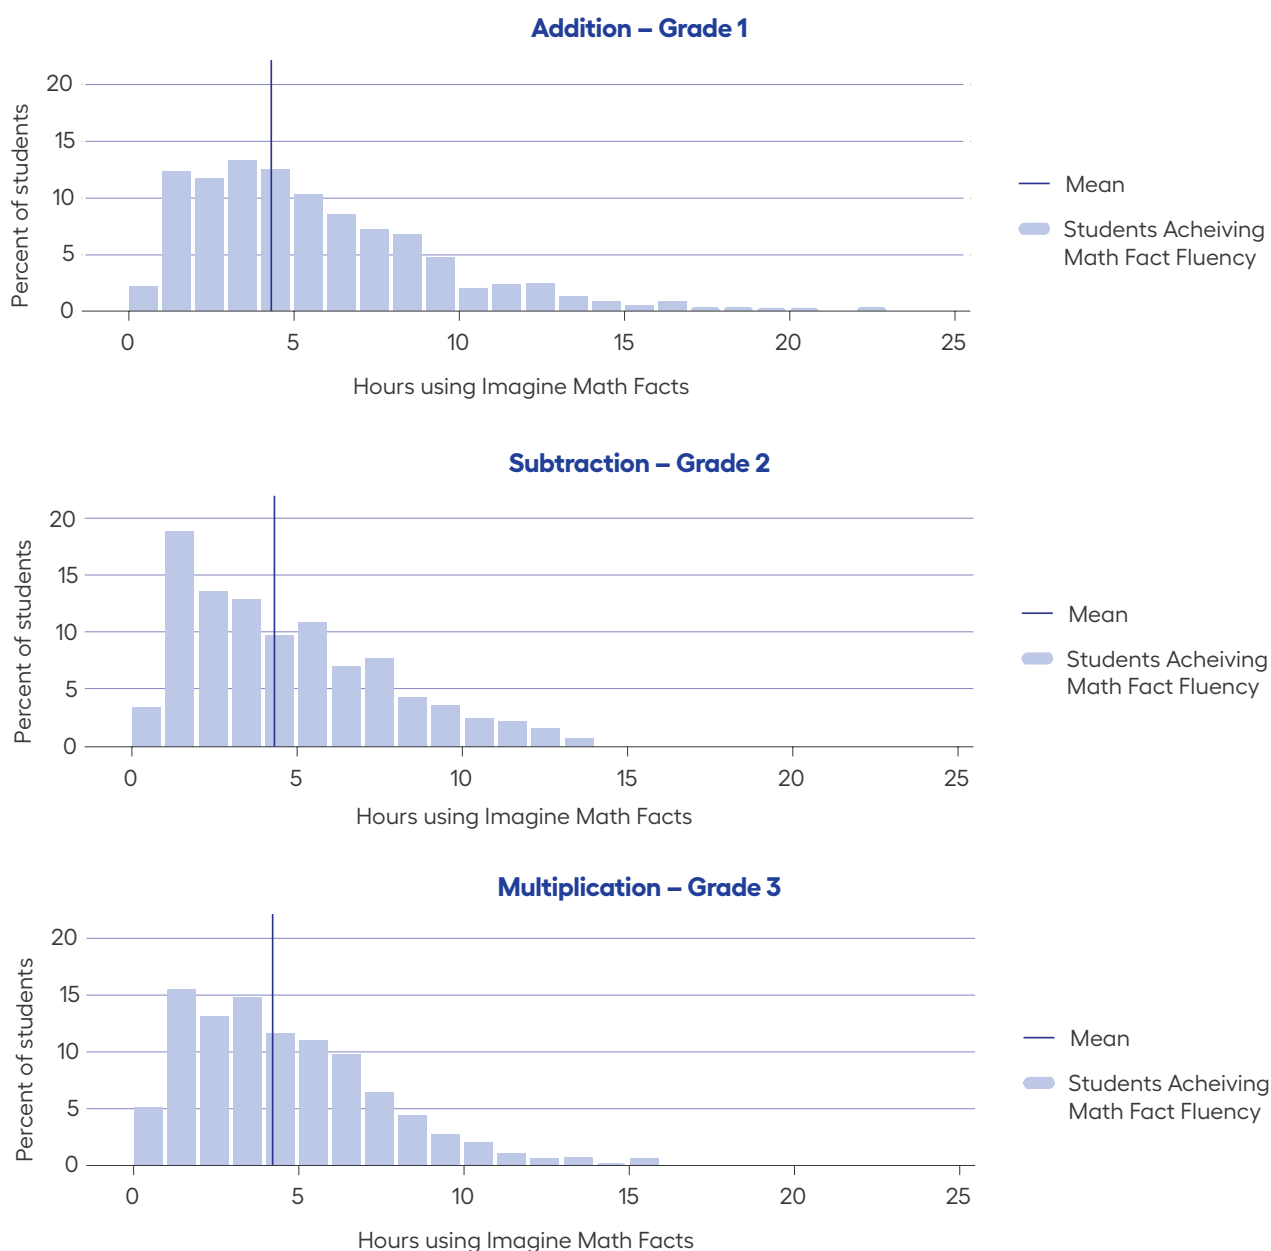 Addition – Grade 1
Percent of students
20
15
10
5
0
0 5 10 15 20 25
Hours using Imagine Math Facts
Mean
Students Acheiving
Math Fact Fluency
Subtraction – Grade 2
Percent of students
20
15
10
5
0
0 5 10 15 20 25
Hours using Imagine Math Facts
Mean
Students Acheiving
Math Fact Fluency
Multiplication – Grade 3
Percent of students
20
15
10
5
0
0 5 10 15 20 25
Hours using Imagine Math Facts
Mean
Students Acheiving
Math Fact Fluency